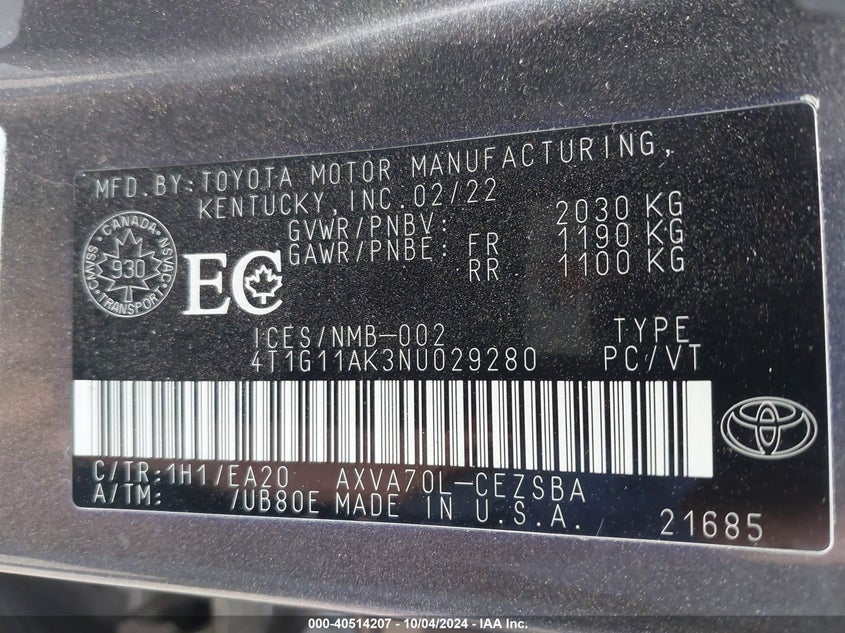 MFD.BY:TOYOTA MOTOR MANUFACTURING,
KENTUCKY, INC. 02/22
GVWR/PNBV: 2030 KG
GAWR/PNBE: FR 1190 KG
RR 1100 KG
CANADA
CMVSS 930 NSVAC
TRANSPORT
EC
ICES/NMB-002 TYPE
4T1G11AK3NU029280 PC/VT
C/TR:1H1/EA20 AXVA70L-CEZSBA
A/TM: /UB80E MADE IN U.S.A. 21685
000-40514207 - 10/04/2024 - IAA Inc.